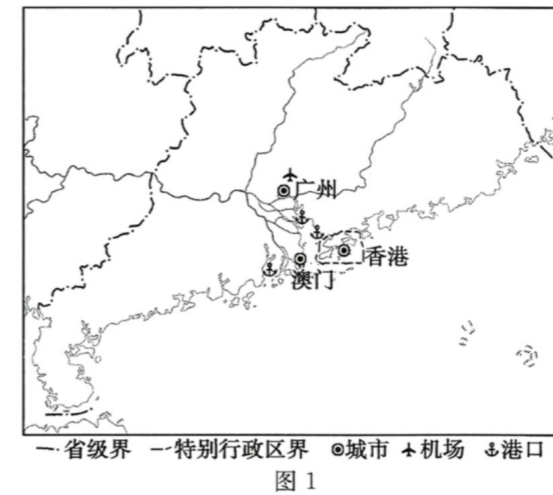 广州
香港
澳门
省级界 特别行政区界 城市 机场 港口
图 1